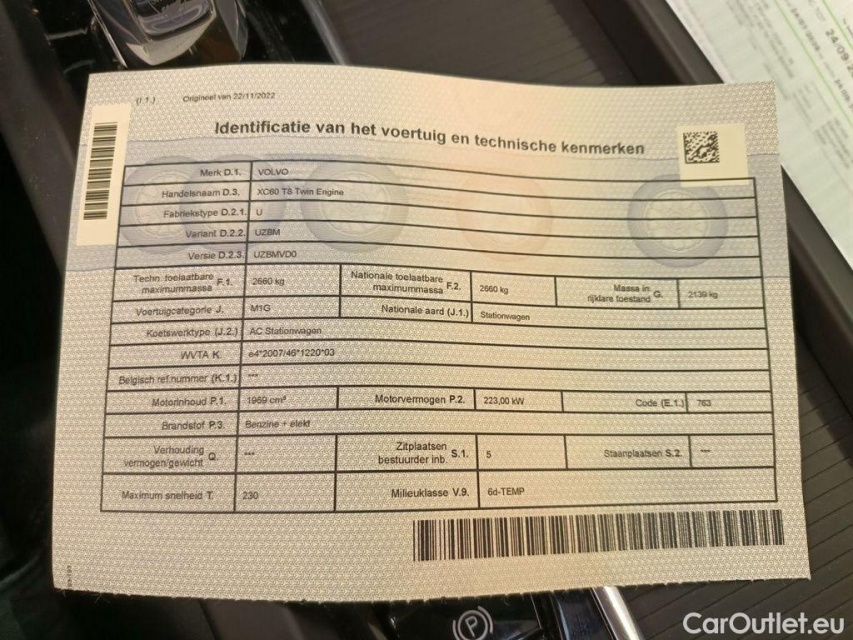 (I.1.) Origineel van 22/11/2022
Identificatie van het voertuig en technische kenmerken
Merk D.1. VOLVO
Handelsnaam D.3. XC60 T8 Twin Engine
Fabriekstype D.2.1. U
Variant D.2.2. UZBM
Versie D.2.3. UZBMVD0
Techn. toelaatbare maximummassa F.1. 2660 kg Nationale toelaatbare maximummassa F.2. 2660 kg Massa in rijklare toestand G. 2139 kg
Voertuigcategorie J. M1G Nationale aard (J.1.) Stationwagen
Koetswerktype (J.2.) AC Stationwagen
WVTA K. e4*2007/46*1220*03
Belgisch ref.nummer (K.1.) ***
Motorinhoud P.1. 1969 cm³ Motorvermogen P.2. 223,00 kW Code (E.1.) 763
Brandstof P.3. Benzine + elekt
Verhouding vermogen/gewicht Q. *** Zitplaatsen bestuurder inb. S.1. 5 Staanplaatsen S.2. ***
Maximum snelheid T. 230 Milieuklasse V.9. 6d-TEMP
CarOutlet.eu